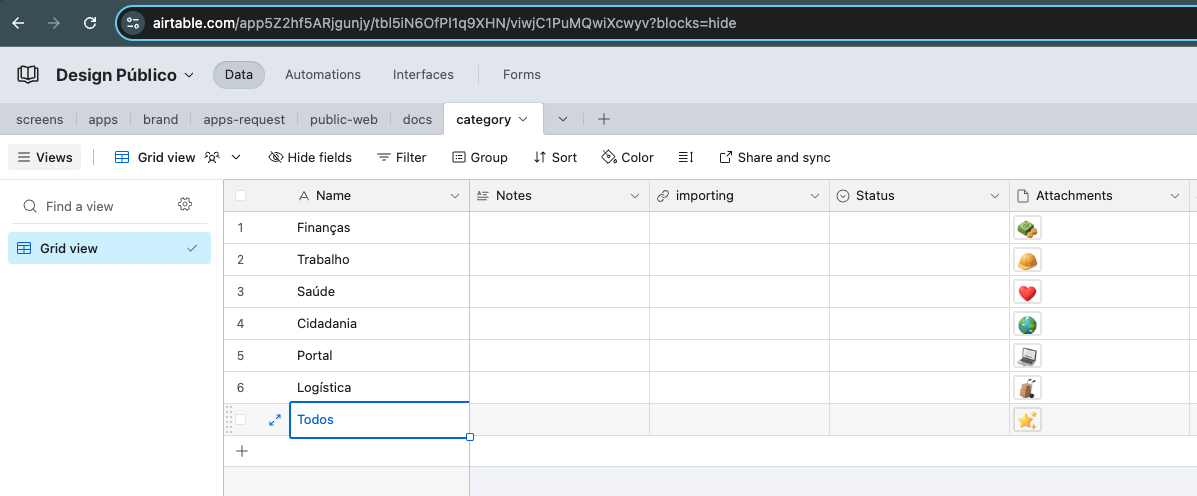 airtable.com/app5Z2hf5ARjgunjy/tbl5iN6OfPI1q9XHN/viwjC1PuMQwiXcwyv?blocks=hide
Design Público Data Automations Interfaces Forms
screens apps brand apps-request public-web docs category
Views Grid view Hide fields Filter Group Sort Color Share and sync
Find a view
Grid view
Name Notes importing Status Attachments
1 Finanças
2 Trabalho
3 Saúde
4 Cidadania
5 Portal
6 Logística
Todos